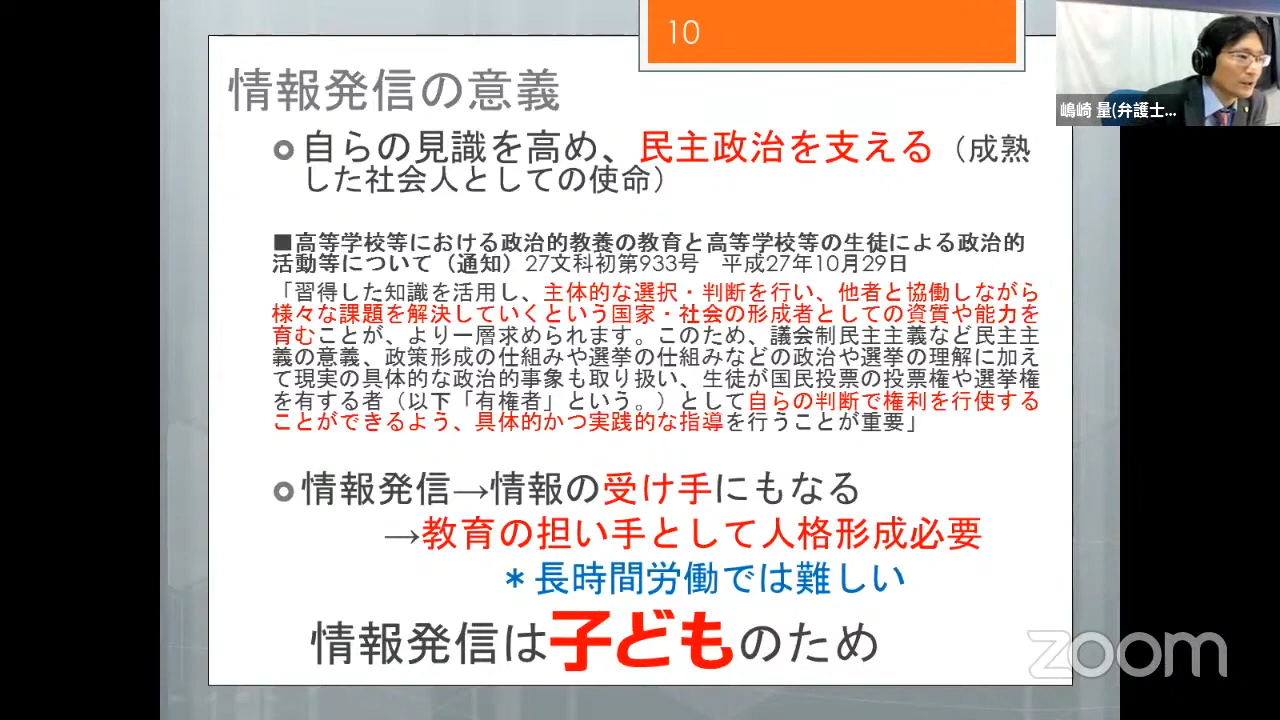 10
情報発信の意義
嶋﨑 量(弁護士...
自らの見識を高め、民主政治を支える（成熟
した社会人としての使命）
■高等学校等における政治的教養の教育と高等学校等の生徒による政治的
活動等について（通知）27文科初第933号　平成27年10月29日
「習得した知識を活用し、主体的な選択・判断を行い、他者と協働しながら
様々な課題を解決していくという国家・社会の形成者としての資質や能力を
育むことが、より一層求められます。このため、議会制民主主義など民主主
義の意義、政策形成の仕組みや選挙の仕組みなどの政治や選挙の理解に加え
て現実の具体的な政治的事象も取り扱い、生徒が国民投票の投票権や選挙権
を有する者（以下「有権者」という。）として自らの判断で権利を行使する
ことができるよう、具体的かつ実践的な指導を行うことが重要」
情報発信→情報の受け手にもなる
→教育の担い手として人格形成必要
＊長時間労働では難しい
情報発信は子どものため
zoom